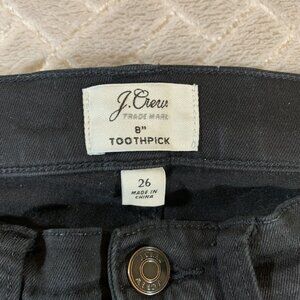 J.Crew
TRADE MARK
8"
TOOTHPICK
26
MADE IN
CHINA